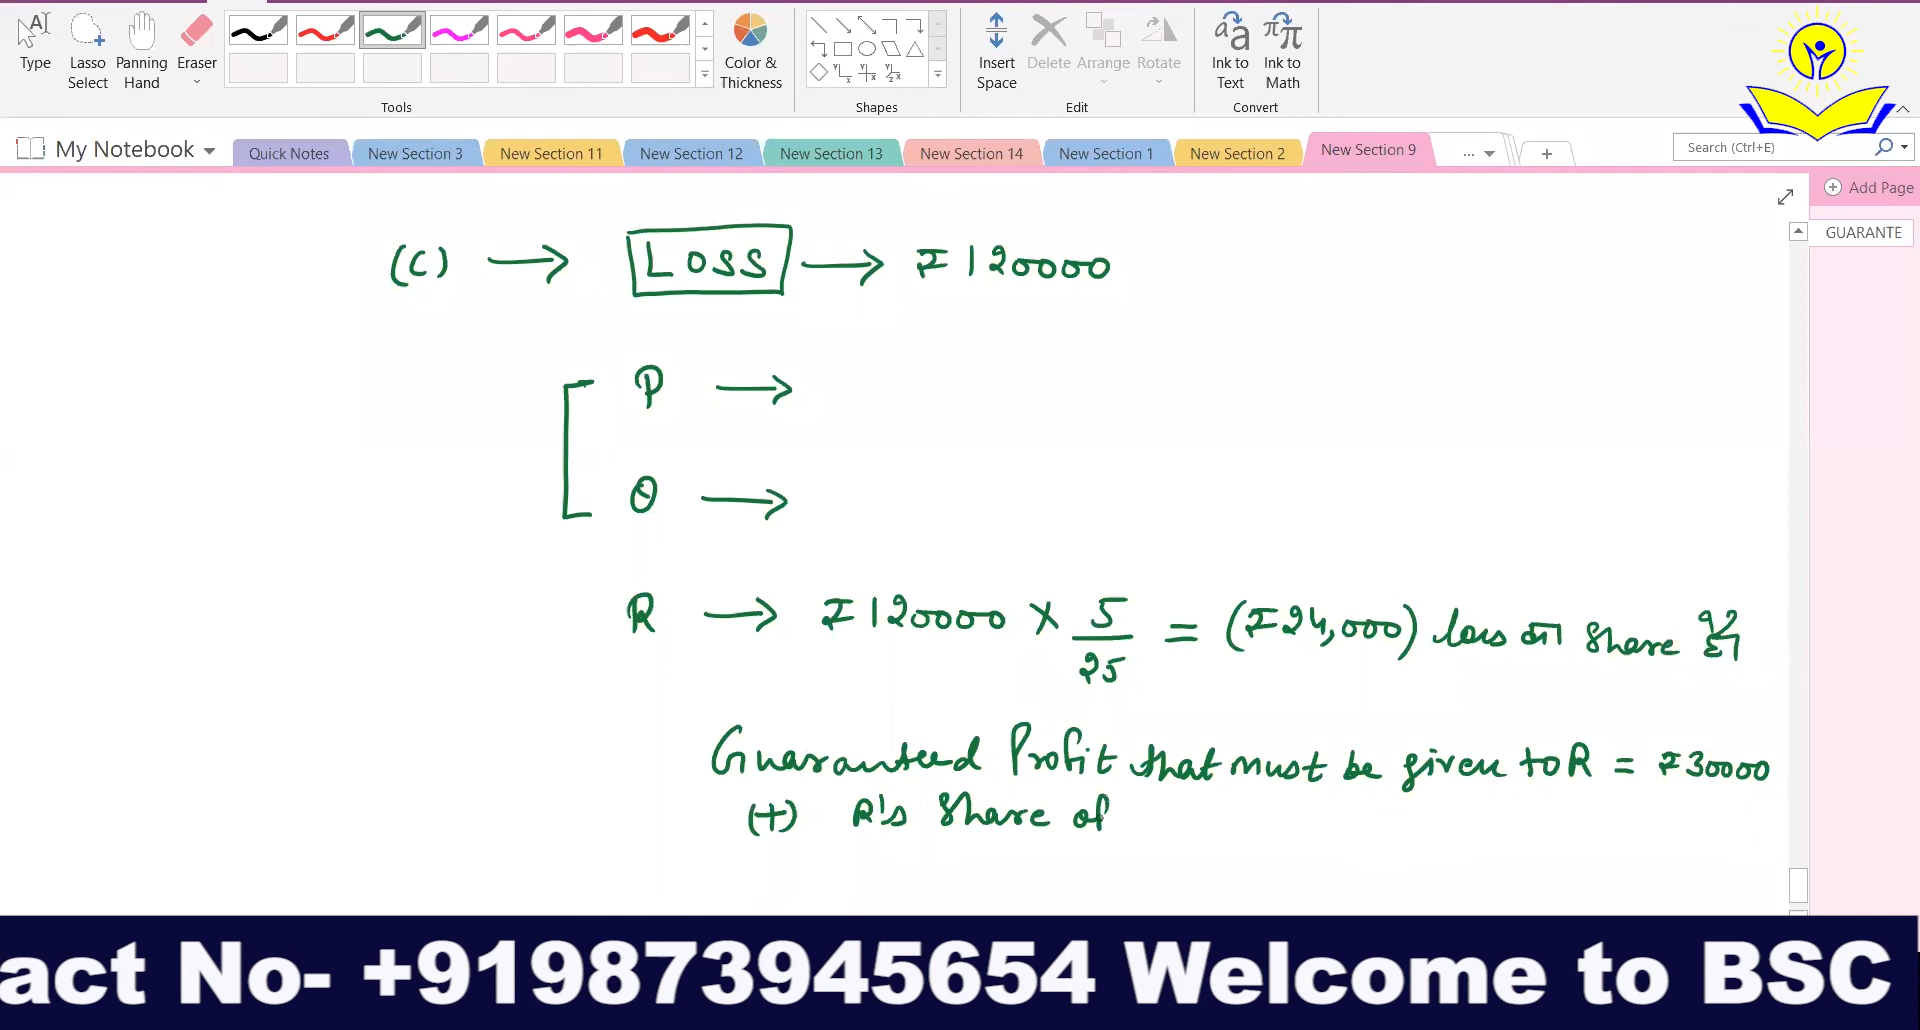 Type
Lasso Select
Panning Hand
Eraser
Color & Thickness
Insert Space
Delete
Arrange
Rotate
Ink to Text
Ink to Math
Tools
Shapes
Edit
Convert
My Notebook
Quick Notes
New Section 3
New Section 11
New Section 12
New Section 13
New Section 14
New Section 1
New Section 2
New Section 9
...
Search (Ctrl+E)
Add Page
GUARANTE
(C) → LOSS → ₹120000
P →
Q →
R → ₹120000 × 5/25 = (₹24,000) loss का Share है
Guaranteed Profit that must be given to R = ₹30000
(+) R's Share of
act No- +919873945654 Welcome to BSC